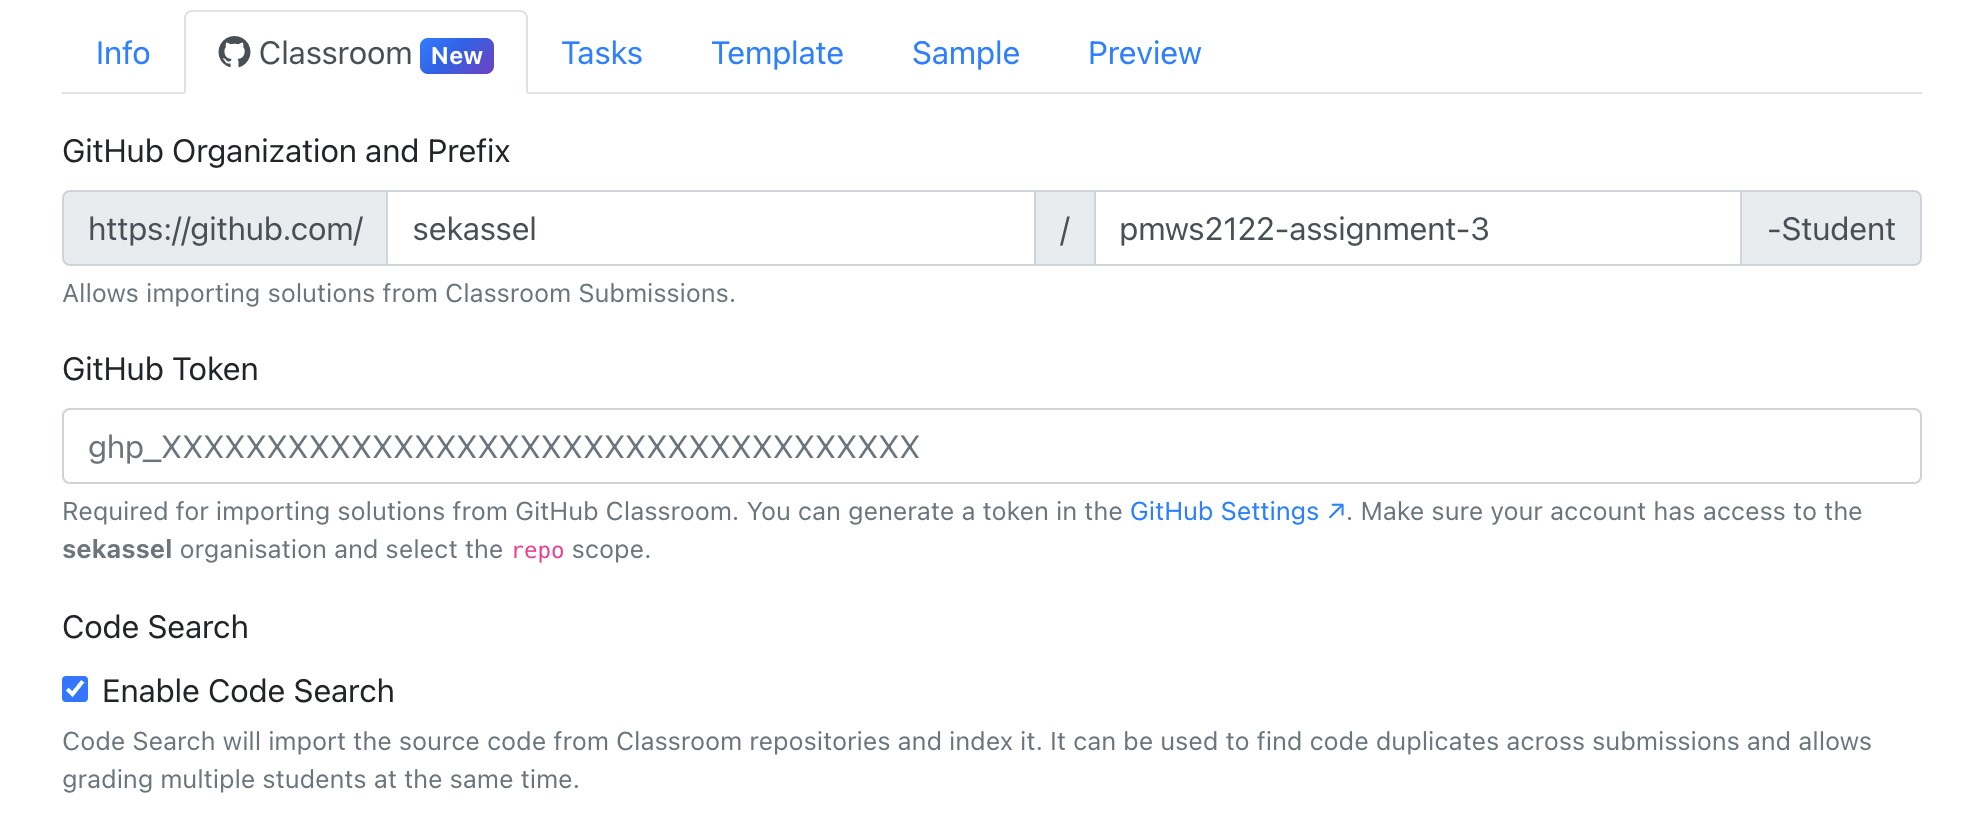 Info Classroom New Tasks Template Sample Preview
GitHub Organization and Prefix
https://github.com/ sekassel / pmws2122-assignment-3 -Student
Allows importing solutions from Classroom Submissions.
GitHub Token
ghp_XXXXXXXXXXXXXXXXXXXXXXXXXXXXXXXXXXXX
Required for importing solutions from GitHub Classroom. You can generate a token in the GitHub Settings ↗. Make sure your account has access to the
sekassel organisation and select the repo scope.
Code Search
Enable Code Search
Code Search will import the source code from Classroom repositories and index it. It can be used to find code duplicates across submissions and allows
grading multiple students at the same time.